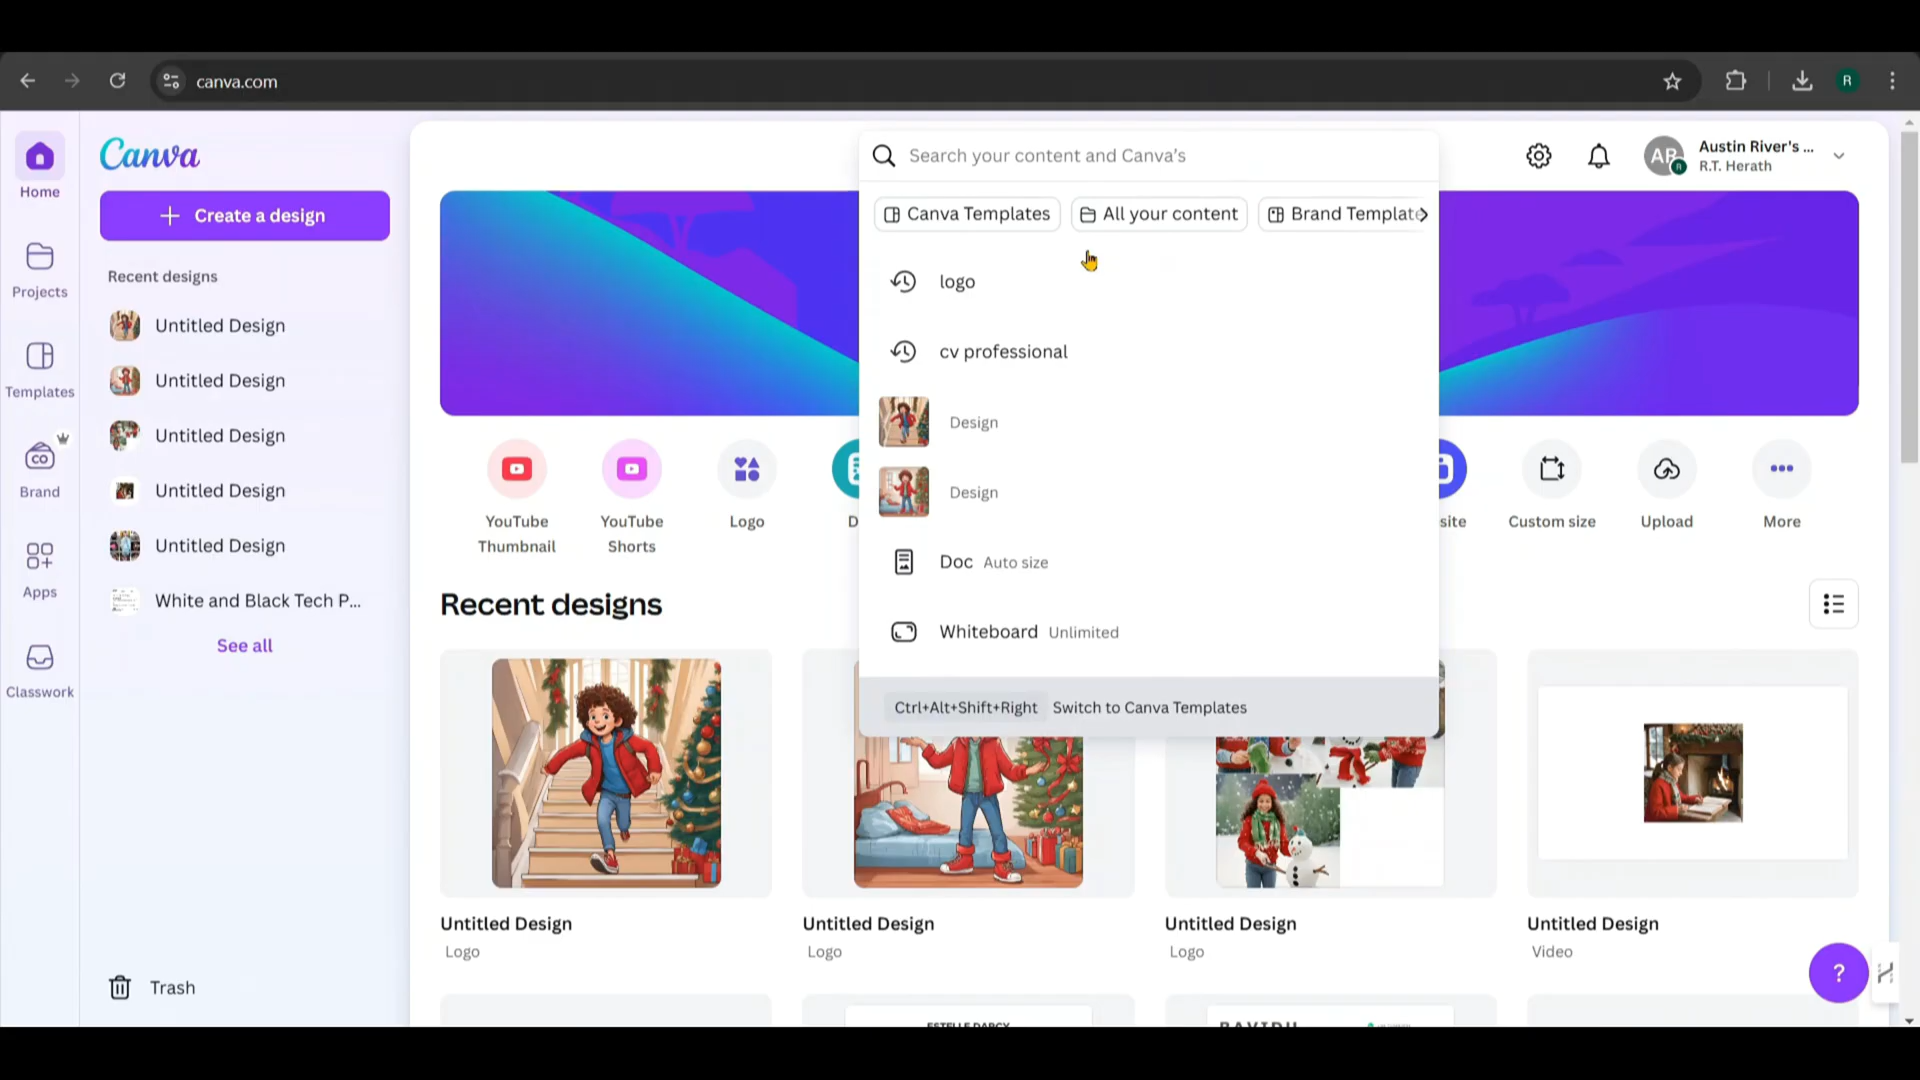 canva.com
R
Canva
Home
Create a design
Recent designs
Untitled Design
Untitled Design
Untitled Design
Untitled Design
Untitled Design
White and Black Tech P...
See all
Projects
Templates
Brand
Apps
Classwork
Trash
Search your content and Canva's
Austin River's ...
R.T. Herath
AR
R
Canva Templates
All your content
Brand Template
logo
cv professional
Design
Design
Doc Auto size
Whiteboard Unlimited
Ctrl+Alt+Shift+Right Switch to Canva Templates
YouTube
Thumbnail
YouTube
Shorts
Logo
D
site
Custom size
Upload
More
Recent designs
Untitled Design
Logo
Untitled Design
Logo
Untitled Design
Logo
Untitled Design
Video
?
ESTELLE DARCY